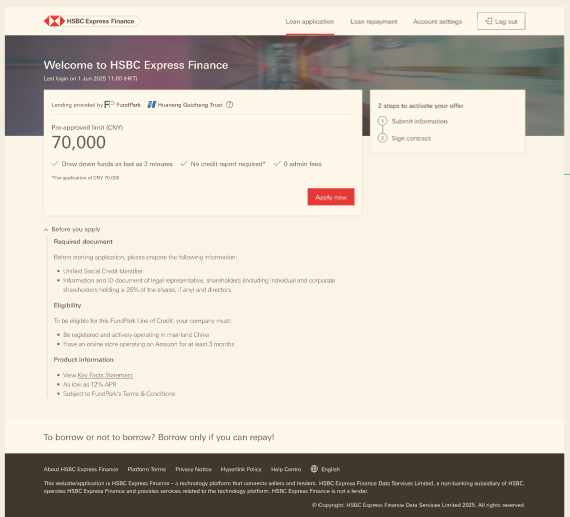 HSBC Express Finance
Loan application Loan repayment Account settings Log out
Welcome to HSBC Express Finance
Last login on 1 Jun 2025 11:00 (HKT)
Lending provided by FundPark Huaneng Guicheng Trust
Pre-approved limit (CNY)
70,000
Draw down funds as fast as 3 minutes No credit report required* 0 admin fees
*For application of CNY 70,000
Apply now
2 steps to activate your offer
1 Submit information
2 Sign contract
Before you apply
Required document
Before starting application, please prepare the following information:
• Unified Social Credit Identifier
• Information and ID document of legal representative, shareholders (including individual and corporate
shareholders holding ≥ 25% of the shares, if any) and directors
Eligibility
To be eligible for this FundPark Line of Credit, your company must:
• Be registered and actively operating in mainland China
• Have an online store operating on Amazon for at least 3 months
Product information
• View Key Facts Statement
• As low as 12% APR
• Subject to FundPark's Terms & Conditions
To borrow or not to borrow? Borrow only if you can repay!
About HSBC Express Finance Platform Terms Privacy Notice Hyperlink Policy Help Centre English
This website/application is HSBC Express Finance – a technology platform that connects sellers and lenders. HSBC Express Finance Data Services Limited, a non-banking subsidiary of HSBC,
operates HSBC Express Finance and provides services related to the technology platform. HSBC Express Finance is not a lender.
© Copyright. HSBC Express Finance Data Services Limited 2025. All rights reserved.